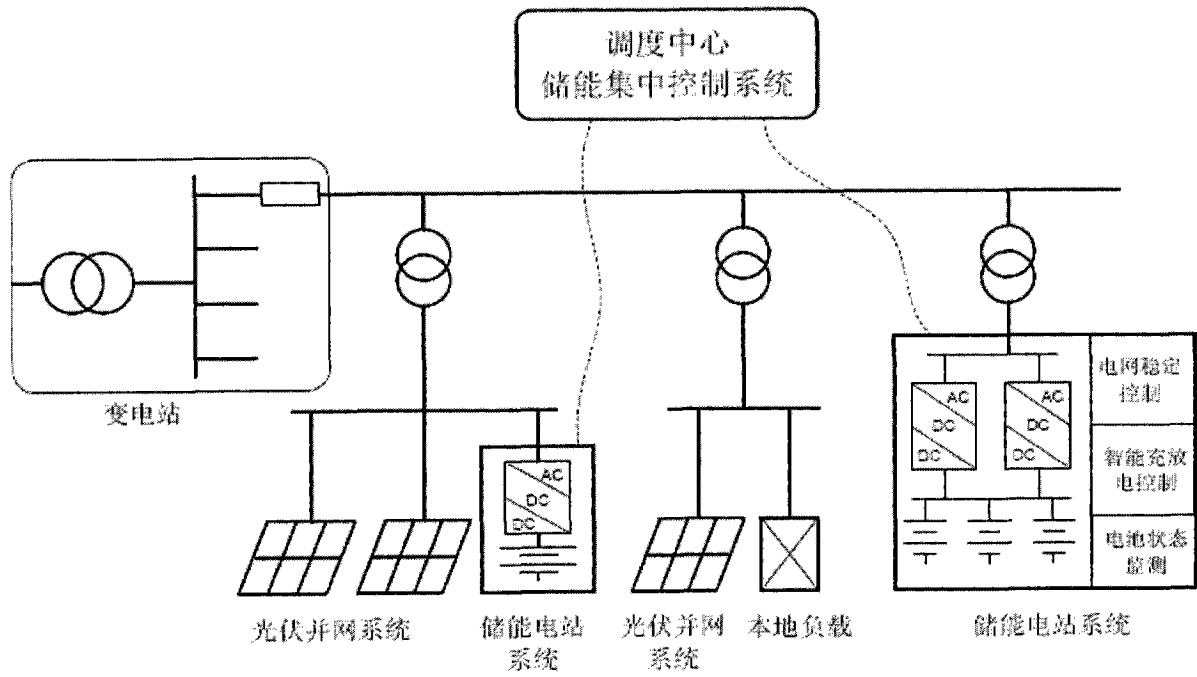 调度中心
储能集中控制系统
变电站
电网稳定
控制
AC
DC
DC
AC
DC
DC
智能充放
电控制
AC
DC
DC
电池状态
监测
光伏并网系统
储能电站
系统
光伏并网
系统
本地负载
储能电站系统